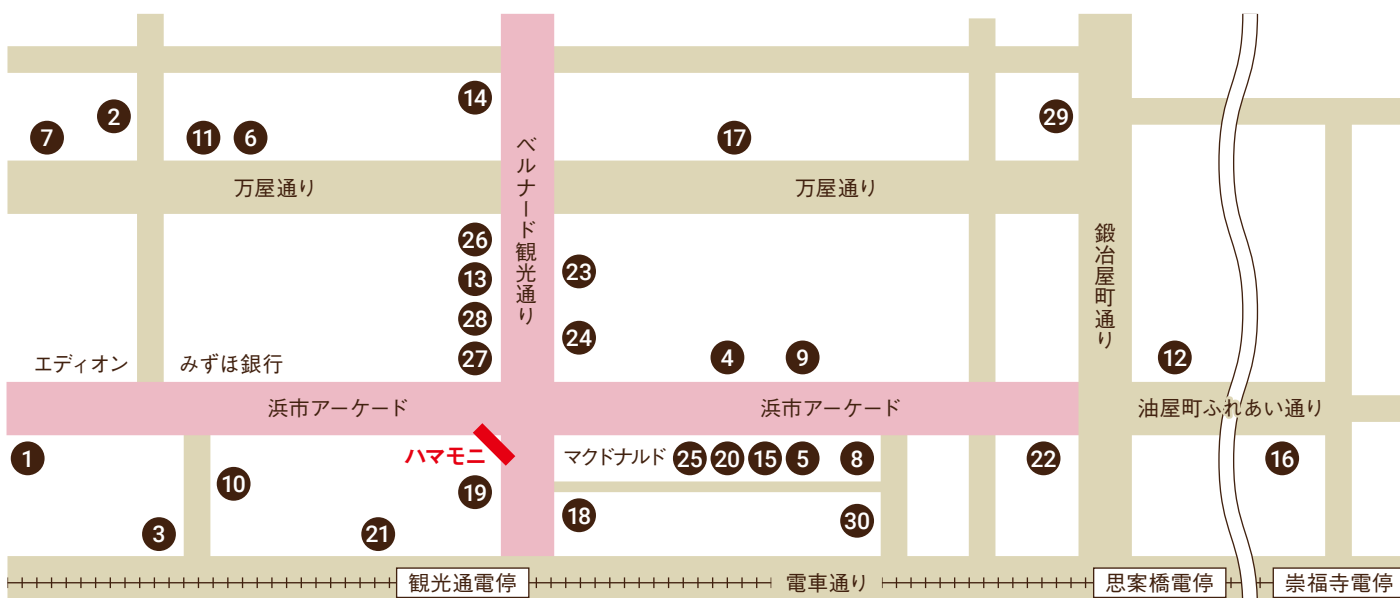 14
2
29
7
11
6
17
万屋通り
万屋通り
ベルナード観光通り
鍛冶屋町通り
26
23
13
28
24
27
4
9
12
エディオン
みずほ銀行
浜市アーケード
浜市アーケード
油屋町ふれあい通り
1
ハマモニ
マクドナルド
25
20
15
5
8
22
16
10
19
18
30
3
21
観光通電停
電車通り
思案橋電停
崇福寺電停